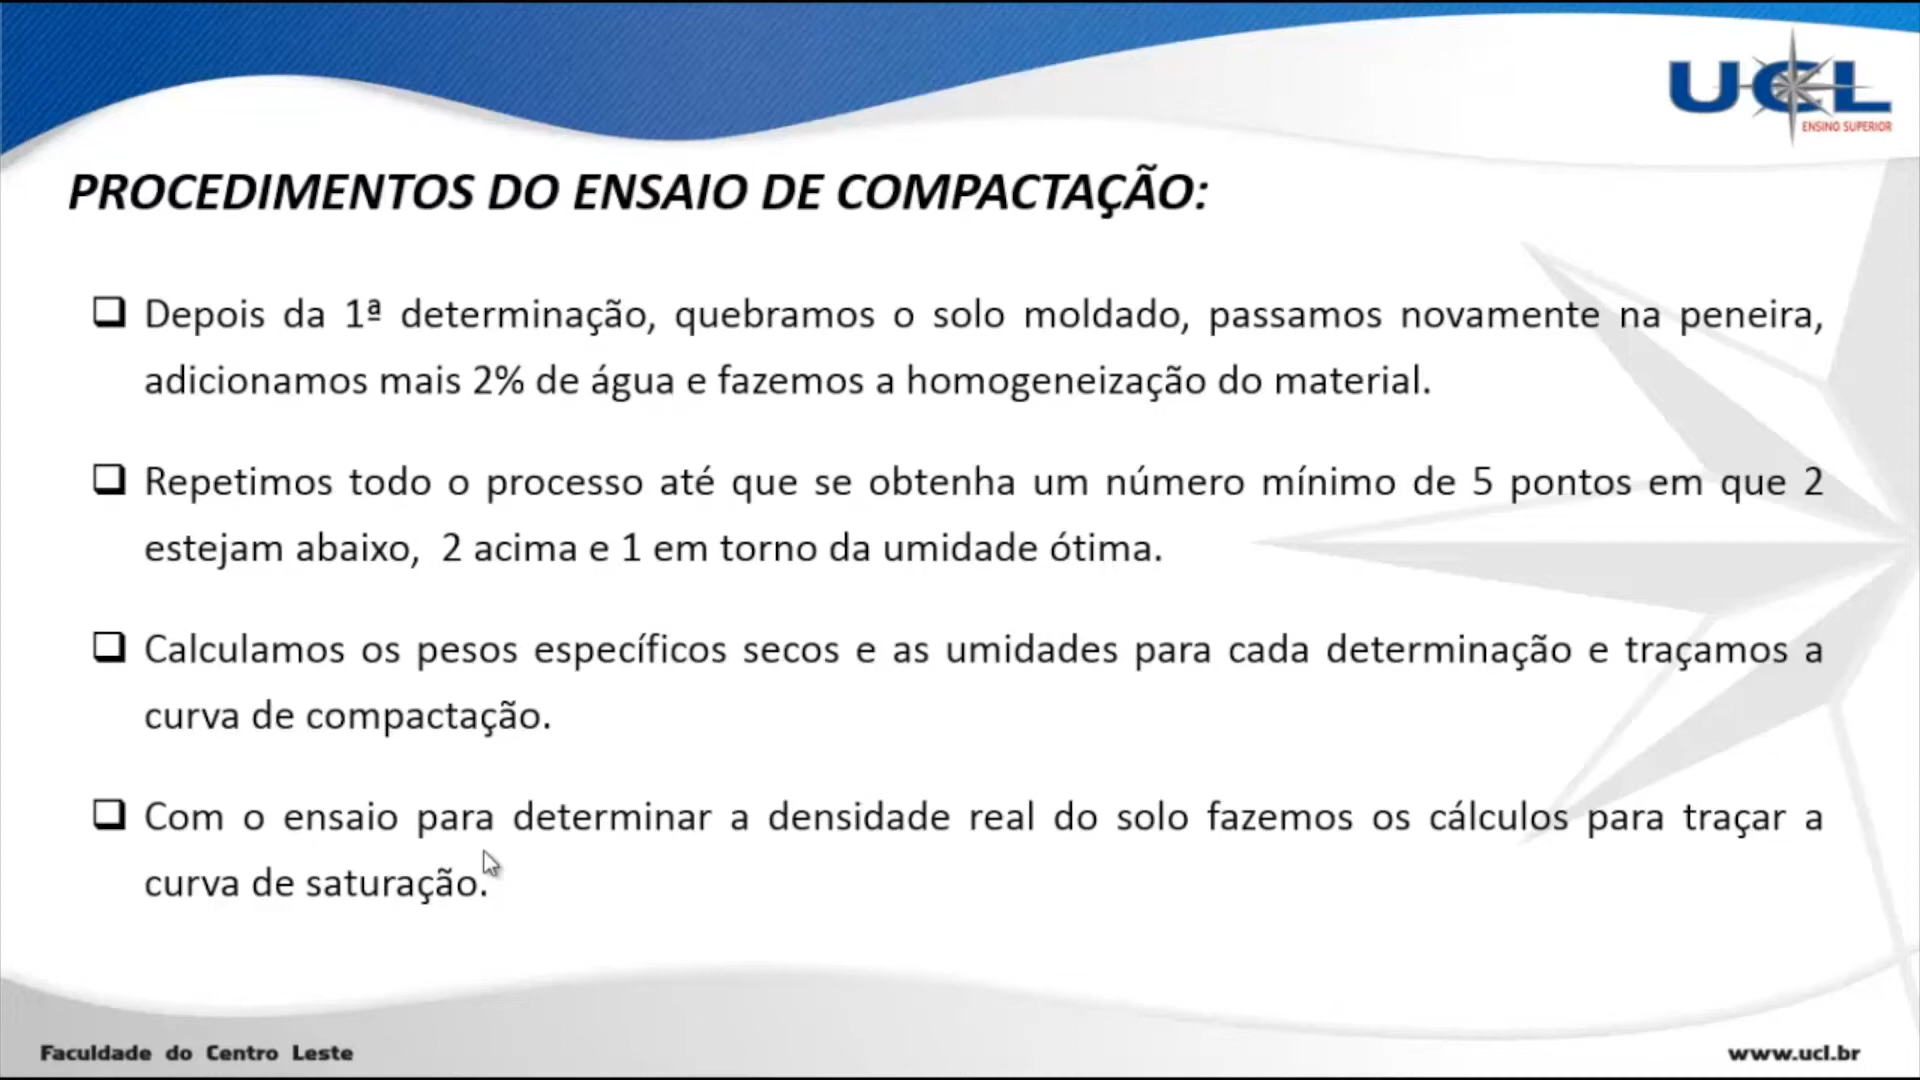 UCL
ENSINO SUPERIOR
PROCEDIMENTOS DO ENSAIO DE COMPACTAÇÃO:
❑ Depois da 1ª determinação, quebramos o solo moldado, passamos novamente na peneira,
adicionamos mais 2% de água e fazemos a homogeneização do material.
❑ Repetimos todo o processo até que se obtenha um número mínimo de 5 pontos em que 2
estejam abaixo, 2 acima e 1 em torno da umidade ótima.
❑ Calculamos os pesos específicos secos e as umidades para cada determinação e traçamos a
curva de compactação.
❑ Com o ensaio para determinar a densidade real do solo fazemos os cálculos para traçar a
curva de saturação.
Faculdade do Centro Leste
www.ucl.br